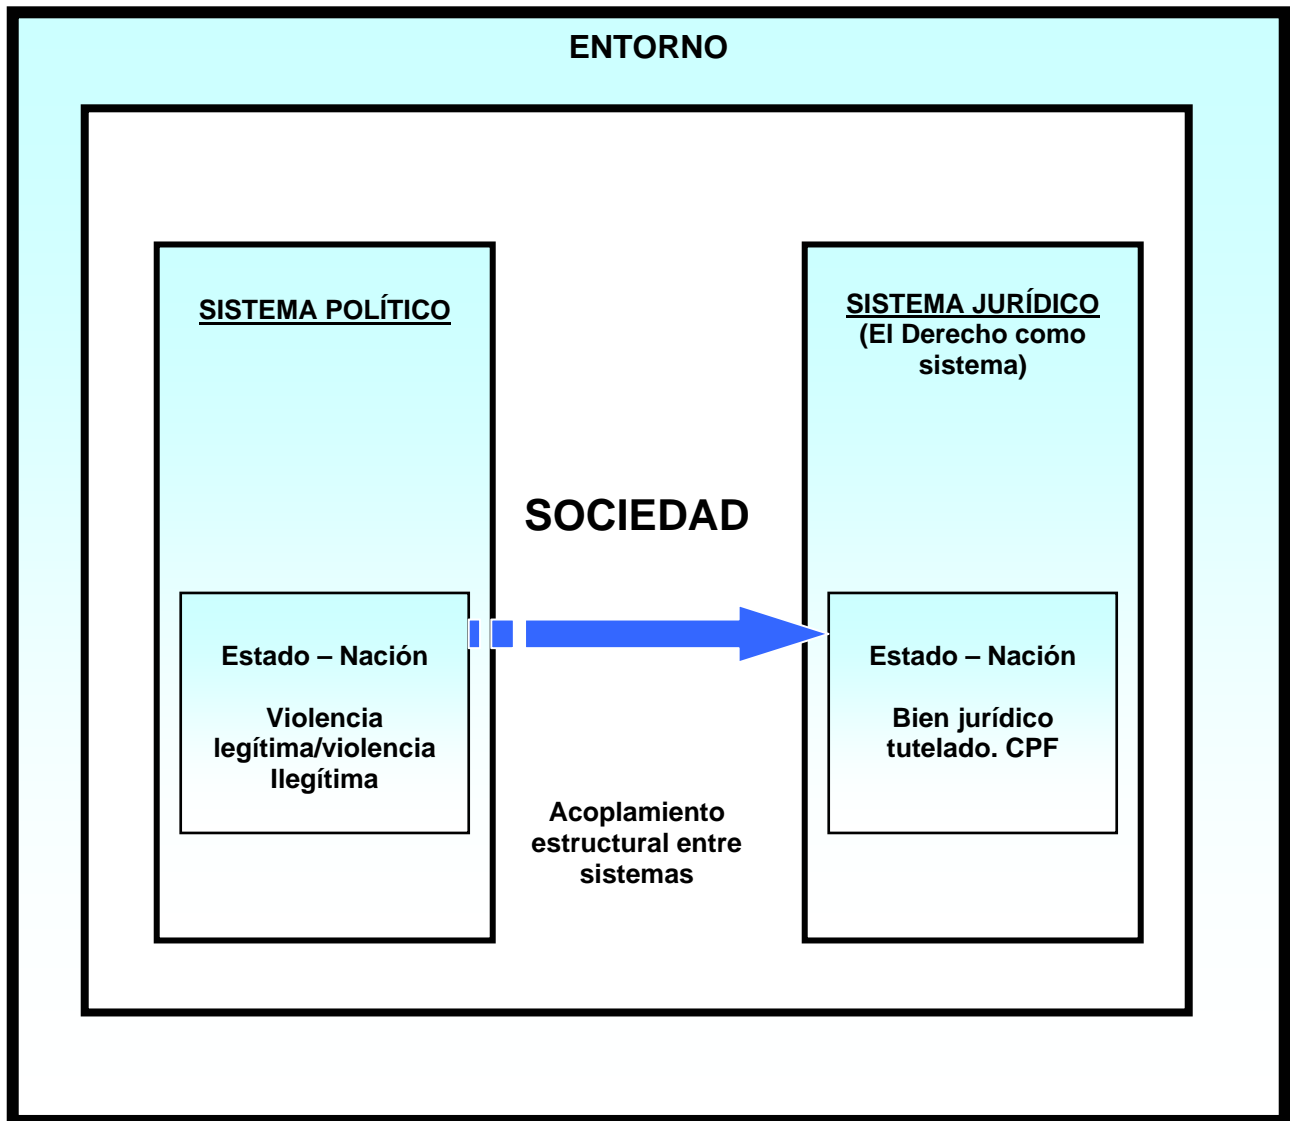 ENTORNO
SISTEMA POLÍTICO
SISTEMA JURÍDICO
(El Derecho como
sistema)
SOCIEDAD
Estado – Nación
Violencia
legítima/violencia
Ilegítima
Estado – Nación
Bien jurídico
tutelado. CPF
Acoplamiento
estructural entre
sistemas